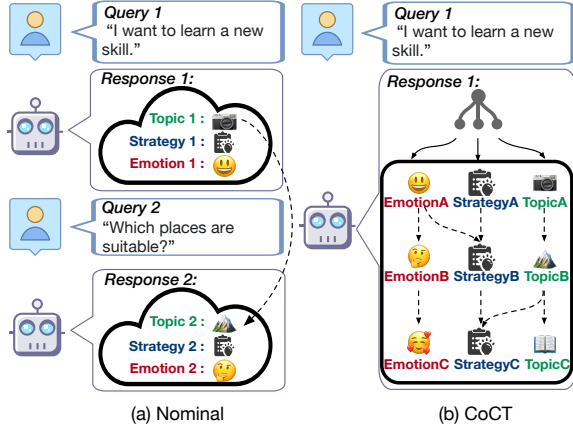 Query 1
“I want to learn a new
skill.”
Response 1:
Topic 1 :
Strategy 1 :
Emotion 1 :
Query 2
“Which places are
suitable?”
Response 2:
Topic 2 :
Strategy 2 :
Emotion 2 :
(a) Nominal
Query 1
“I want to learn a new
skill.”
Response 1:
EmotionA StrategyA TopicA
EmotionB StrategyB TopicB
EmotionC StrategyC TopicC
(b) CoCT